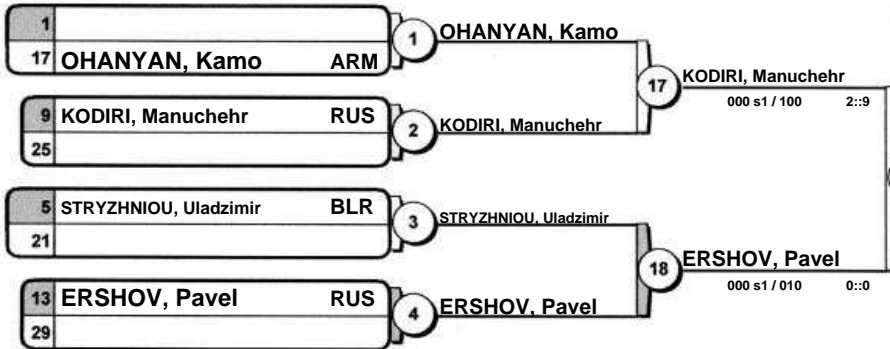 1
17 OHANYAN, Kamo ARM
1
OHANYAN, Kamo
9 KODIRI, Manuchehr RUS
25
2
KODIRI, Manuchehr
17
KODIRI, Manuchehr
000 s1 / 100 2::9
5 STRYZHNIOU, Uladzimir BLR
21
3
STRYZHNIOU, Uladzimir
13 ERSHOV, Pavel RUS
29
4
ERSHOV, Pavel
18
ERSHOV, Pavel
000 s1 / 010 0::0